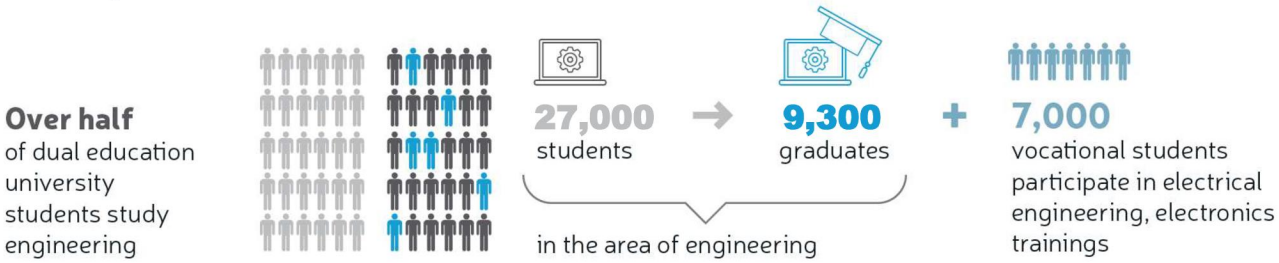 Over half
of dual education
university
students study
engineering
27,000
students
9,300
graduates
in the area of engineering
+
7,000
vocational students
participate in electrical
engineering, electronics
trainings